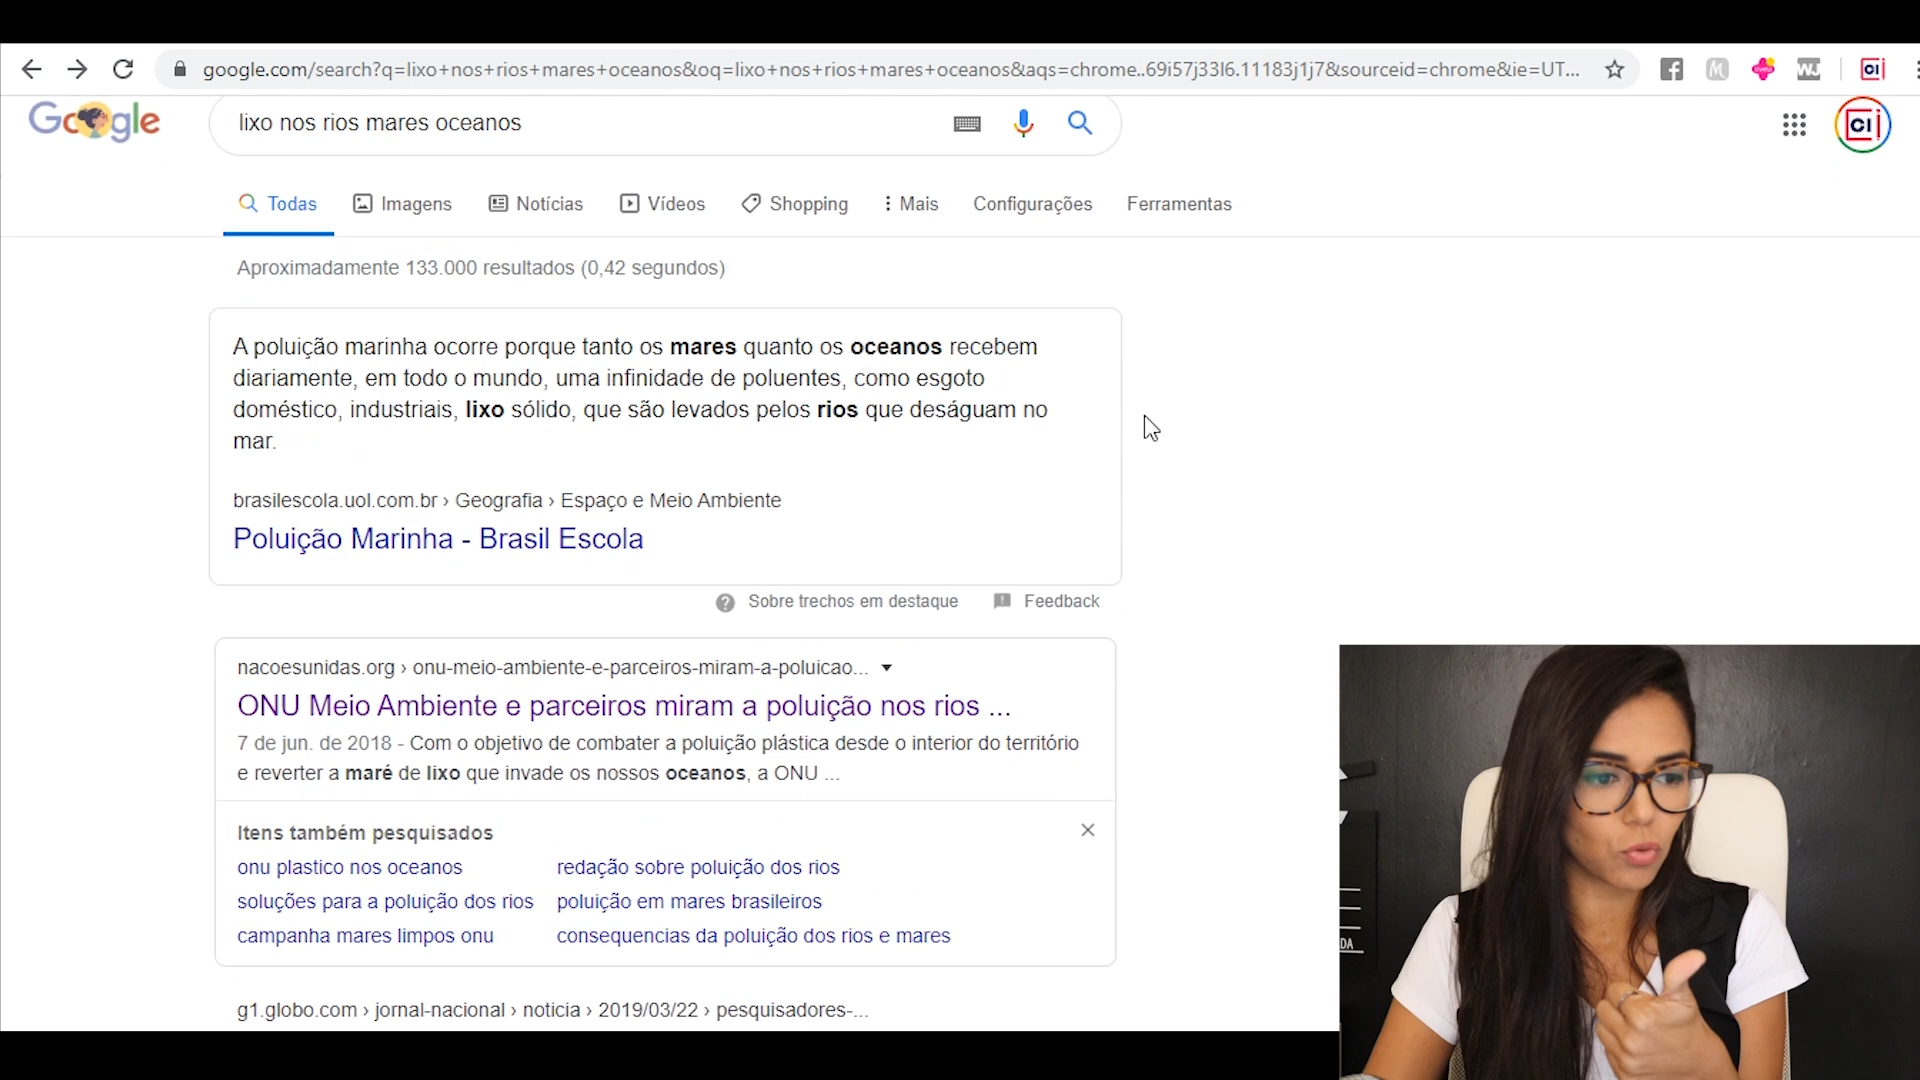 google.com/search?q=lixo+nos+rios+mares+oceanos&oq=lixo+nos+rios+mares+oceanos&aqs=chrome..69i57j33l6.11183j1j7&sourceid=chrome&ie=UT...
Google
lixo nos rios mares oceanos
CI
Todas Imagens Notícias Vídeos Shopping Mais Configurações Ferramentas
Aproximadamente 133.000 resultados (0,42 segundos)
A poluição marinha ocorre porque tanto os mares quanto os oceanos recebem
diariamente, em todo o mundo, uma infinidade de poluentes, como esgoto
doméstico, industriais, lixo sólido, que são levados pelos rios que deságuam no
mar.
brasilescola.uol.com.br › Geografia › Espaço e Meio Ambiente
Poluição Marinha - Brasil Escola
Sobre trechos em destaque Feedback
nacoesunidas.org › onu-meio-ambiente-e-parceiros-miram-a-poluicao...
ONU Meio Ambiente e parceiros miram a poluição nos rios ...
7 de jun. de 2018 - Com o objetivo de combater a poluição plástica desde o interior do território
e reverter a maré de lixo que invade os nossos oceanos, a ONU ...
Itens também pesquisados
onu plastico nos oceanos redação sobre poluição dos rios
soluções para a poluição dos rios poluição em mares brasileiros
campanha mares limpos onu consequencias da poluição dos rios e mares
g1.globo.com › jornal-nacional › noticia › 2019/03/22 › pesquisadores-...